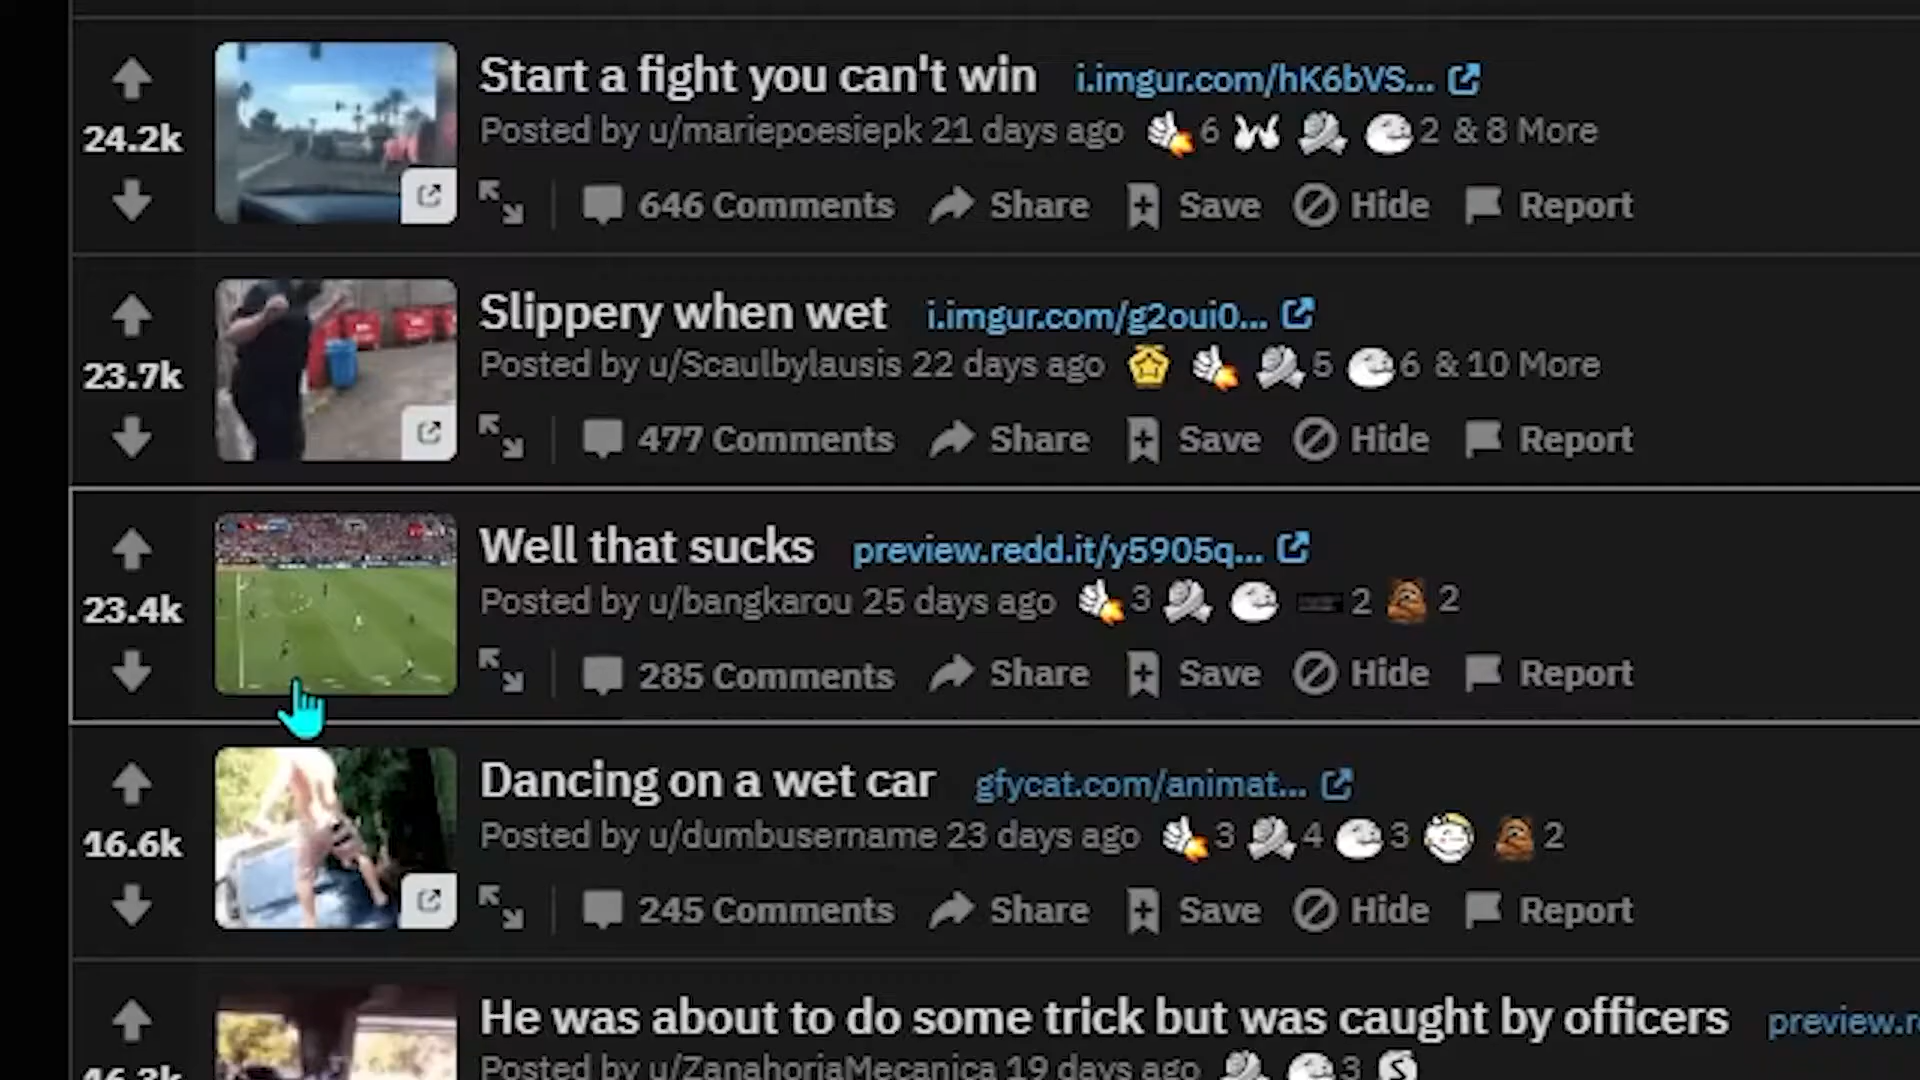 Start a fight you can't win i.imgur.com/hK6bVS...
24.2k
Posted by u/mariepoesiepk 21 days ago 6 2 & 8 More
646 Comments Share Save Hide Report
Slippery when wet i.imgur.com/g2oui0...
23.7k
Posted by u/Scaulbylausis 22 days ago 5 6 & 10 More
477 Comments Share Save Hide Report
Well that sucks preview.redd.it/y5905q...
23.4k
Posted by u/bangkarou 25 days ago 3 2 2
285 Comments Share Save Hide Report
Dancing on a wet car gfycat.com/animat...
16.6k
Posted by u/dumbusername 23 days ago 3 4 3 2
245 Comments Share Save Hide Report
He was about to do some trick but was caught by officers preview.r
Posted by u/ZanahoriaMecanica 19 days ago 3